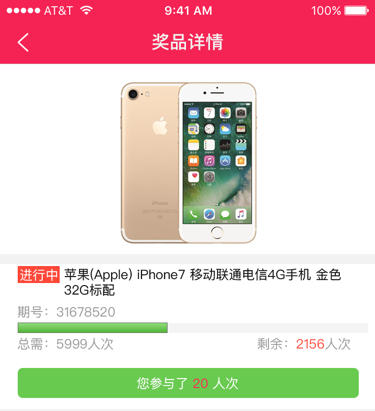 AT&T 9:41 AM 100%
奖品详情
iPhone
进行中 苹果(Apple) iPhone7 移动联通电信4G手机 金色
32G标配
期号：31678520
总需：5999人次 剩余：2156人次
您参与了 20 人次